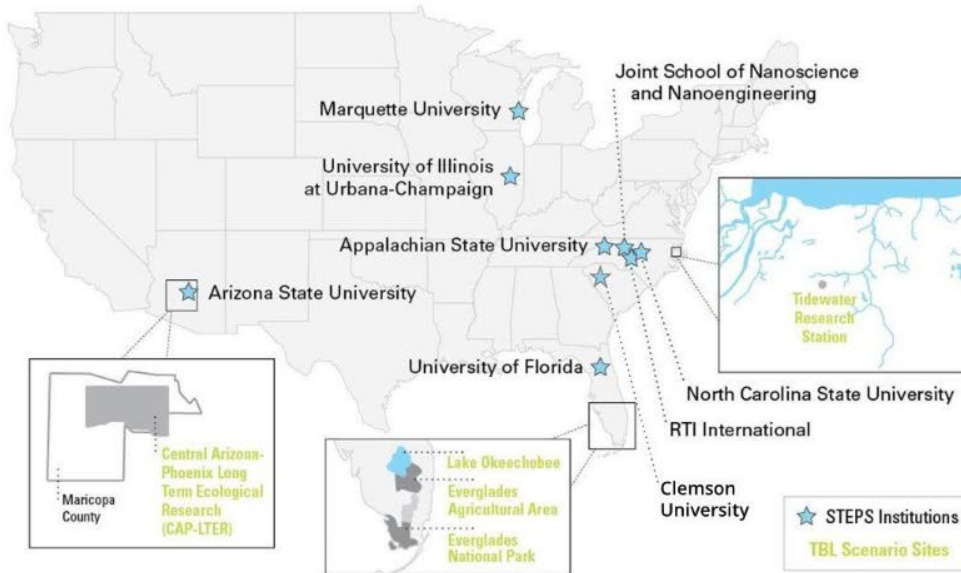 Joint School of Nanoscience
and Nanoengineering
Marquette University
University of Illinois
at Urbana-Champaign
Appalachian State University
Arizona State University
Tidewater
Research
Station
University of Florida
North Carolina State University
RTI International
Clemson
University
Central Arizona-
Phoenix Long
Term Ecological
Research
(CAP-LTER)
Maricopa
County
Lake Okeechobee
Everglades
Agricultural Area
Everglades
National Park
STEPS Institutions
TBL Scenario Sites